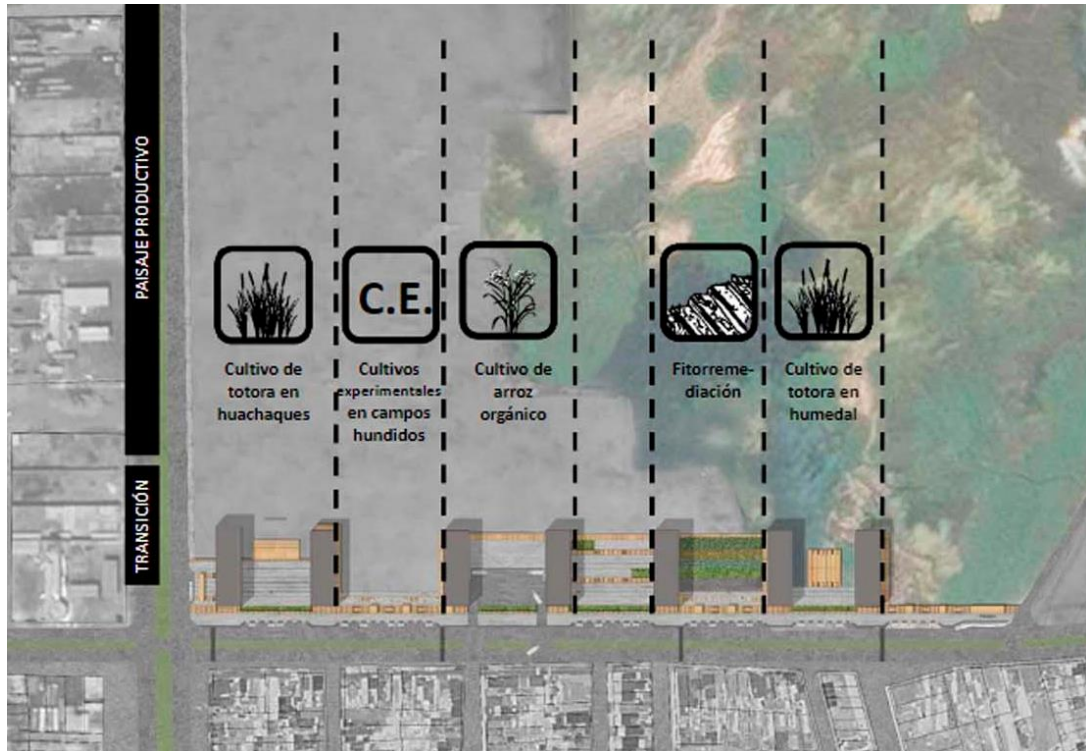 PAISAJE PRODUCTIVO
TRANSICIÓN
Cultivo de
totora en
huachaques
C.E.
Cultivos
experimentales
en campos
hundidos
Cultivo de
arroz
orgánico
Fitorreme-
diación
Cultivo de
totora en
humedal